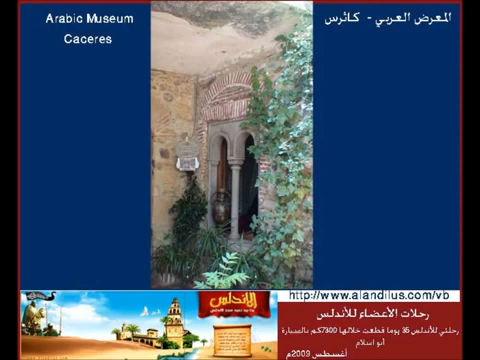 Arabic Museum
Caceres
المعرض العربي - كاثرس
http://www.alandilus.com/vb
الأندلس
رحلات الأعضاء للأندلس
رحلتي للأندلس 35 يوما قطعت خلالها 7300كم بالسيارة
أبو اسلام
أغسطس 2009م